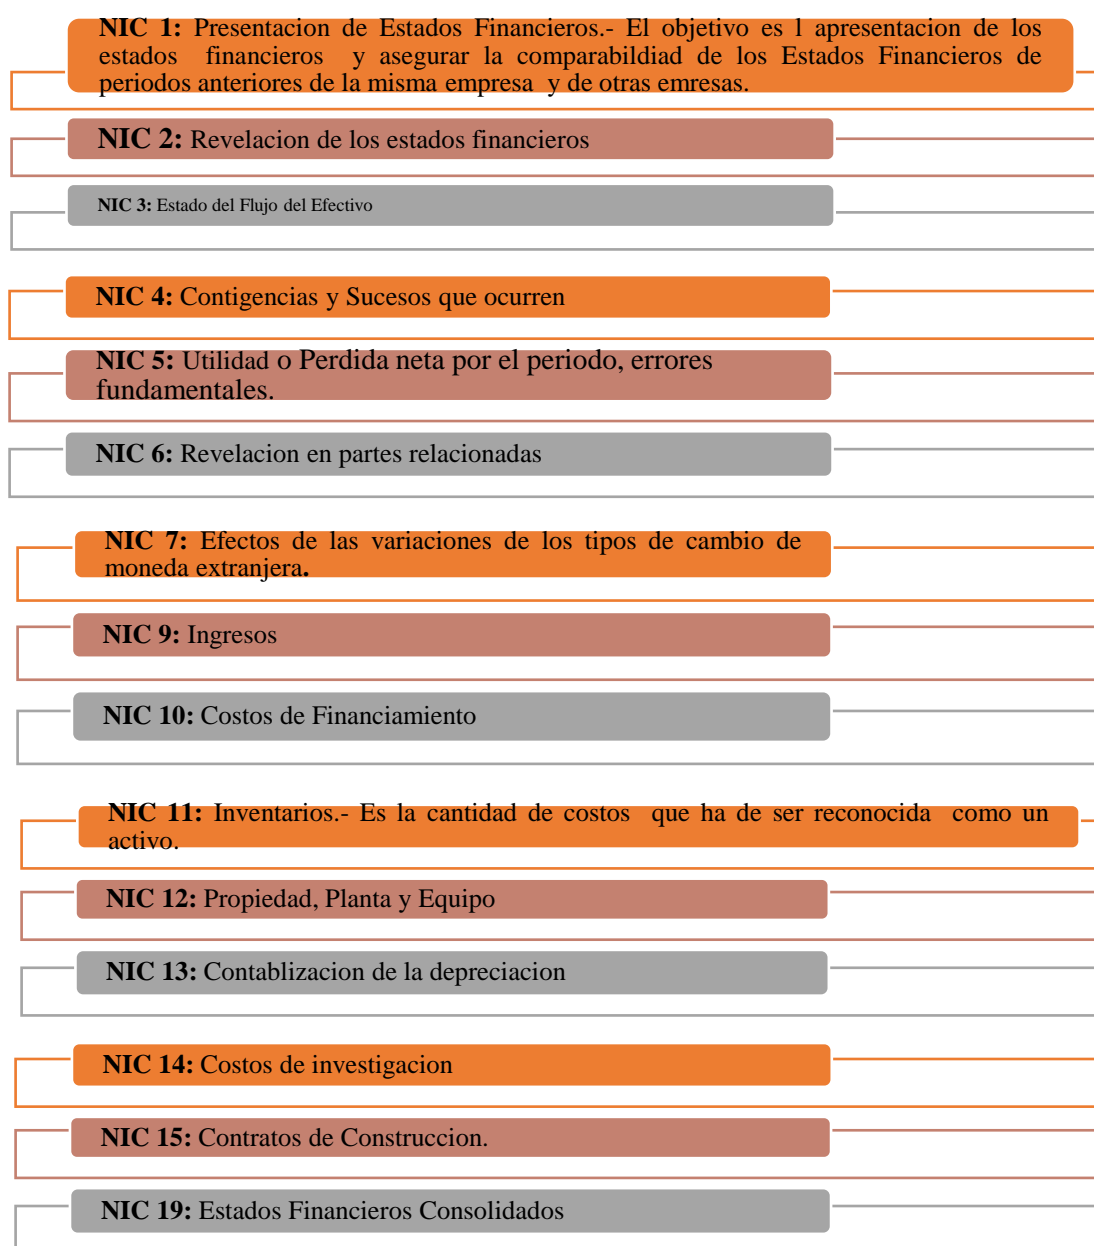 NIC 1: Presentacion de Estados Financieros.- El objetivo es l apresentacion de los
estados financieros y asegurar la comparabildiad de los Estados Financieros de
periodos anteriores de la misma empresa y de otras emresas.
NIC 2: Revelacion de los estados financieros
NIC 3: Estado del Flujo del Efectivo
NIC 4: Contigencias y Sucesos que ocurren
NIC 5: Utilidad o Perdida neta por el periodo, errores
fundamentales.
NIC 6: Revelacion en partes relacionadas
NIC 7: Efectos de las variaciones de los tipos de cambio de
moneda extranjera.
NIC 9: Ingresos
NIC 10: Costos de Financiamiento
NIC 11: Inventarios.- Es la cantidad de costos que ha de ser reconocida como un
activo.
NIC 12: Propiedad, Planta y Equipo
NIC 13: Contablizacion de la depreciacion
NIC 14: Costos de investigacion
NIC 15: Contratos de Construccion.
NIC 19: Estados Financieros Consolidados